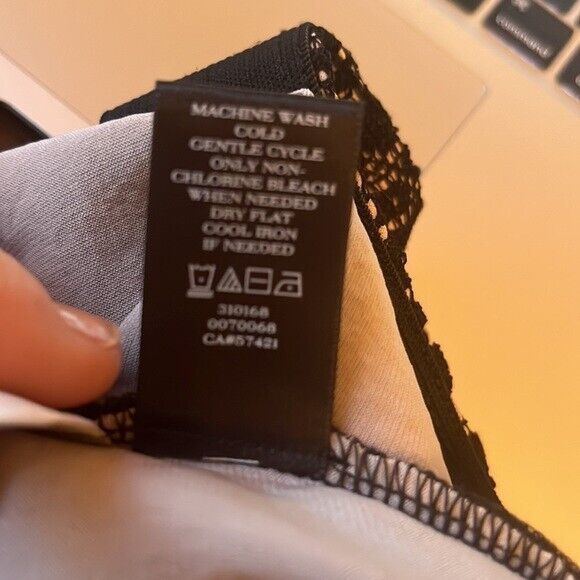 MACHINE WASH
COLD
GENTLE CYCLE
ONLY NON-
CHLORINE BLEACH
WHEN NEEDED
DRY FLAT
COOL IRON
IF NEEDED
310168
0070068
CA#57421
command